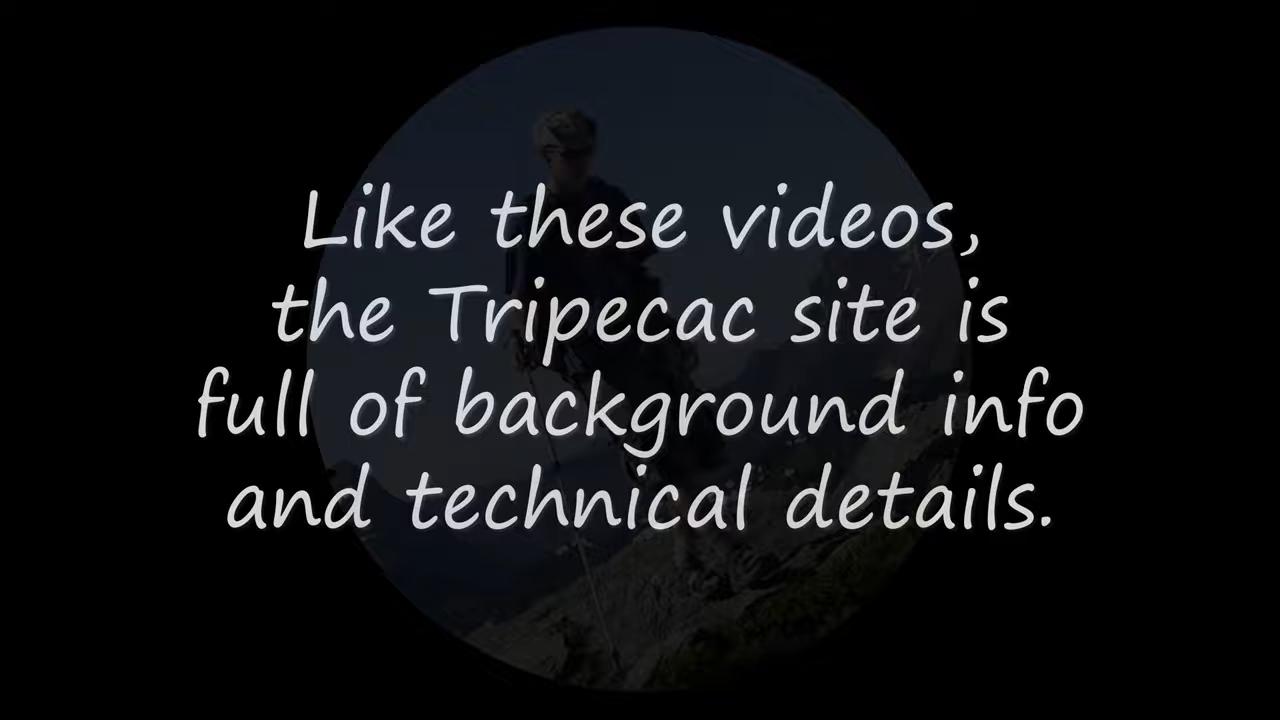 Like these videos,
the Tripecac site is
full of background info
and technical details.